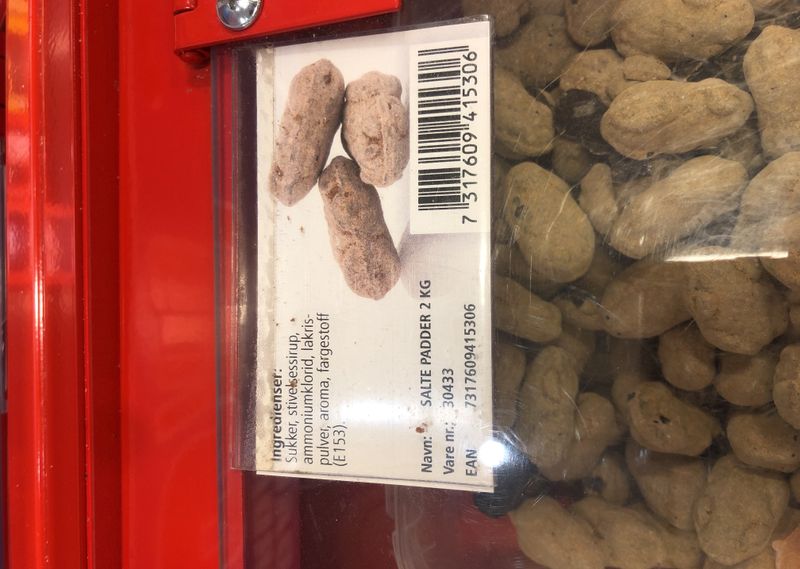 Ingredienser:
Sukker, stivelsessirup,
ammoniumklorid, lakris-
pulver, aroma, fargestoff
(E153).
Navn: SALTE PADDER 2 KG
Vare nr.: 30433
EAN 7317609415306
7 317609 415306